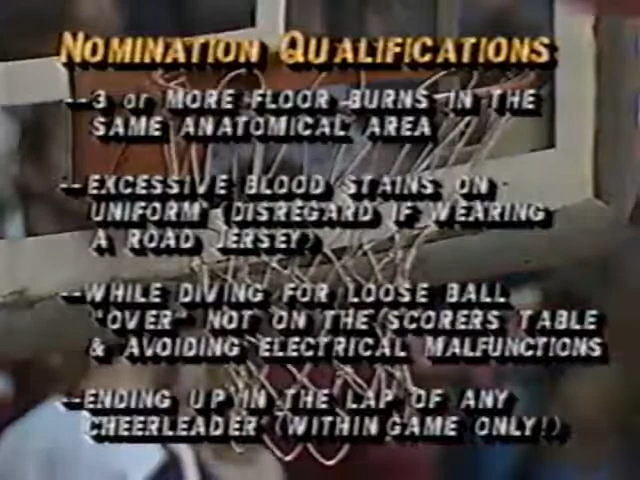 NOMINATION QUALIFICATIONS
--3 or MORE FLOOR BURNS IN THE
SAME ANATOMICAL AREA
--EXCESSIVE BLOOD STAINS ON
UNIFORM (DISREGARD IF WEARING
A ROAD JERSEY)
--WHILE DIVING FOR LOOSE BALL
"OVER" NOT ON THE SCORERS TABLE
& AVOIDING ELECTRICAL MALFUNCTIONS
--ENDING UP IN THE LAP OF ANY
CHEERLEADER (WITHIN GAME ONLY!)